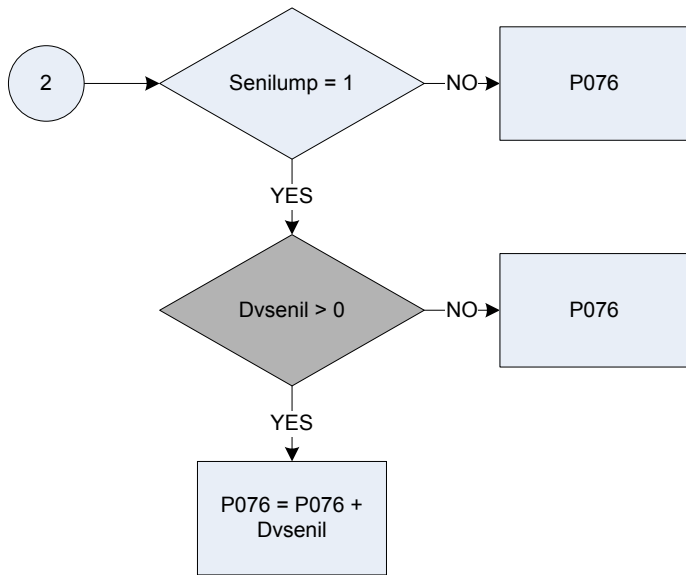 2
Senilump = 1
NO
P076
YES
Dvsenil > 0
NO
P076
YES
P076 = P076 +
Dvsenil